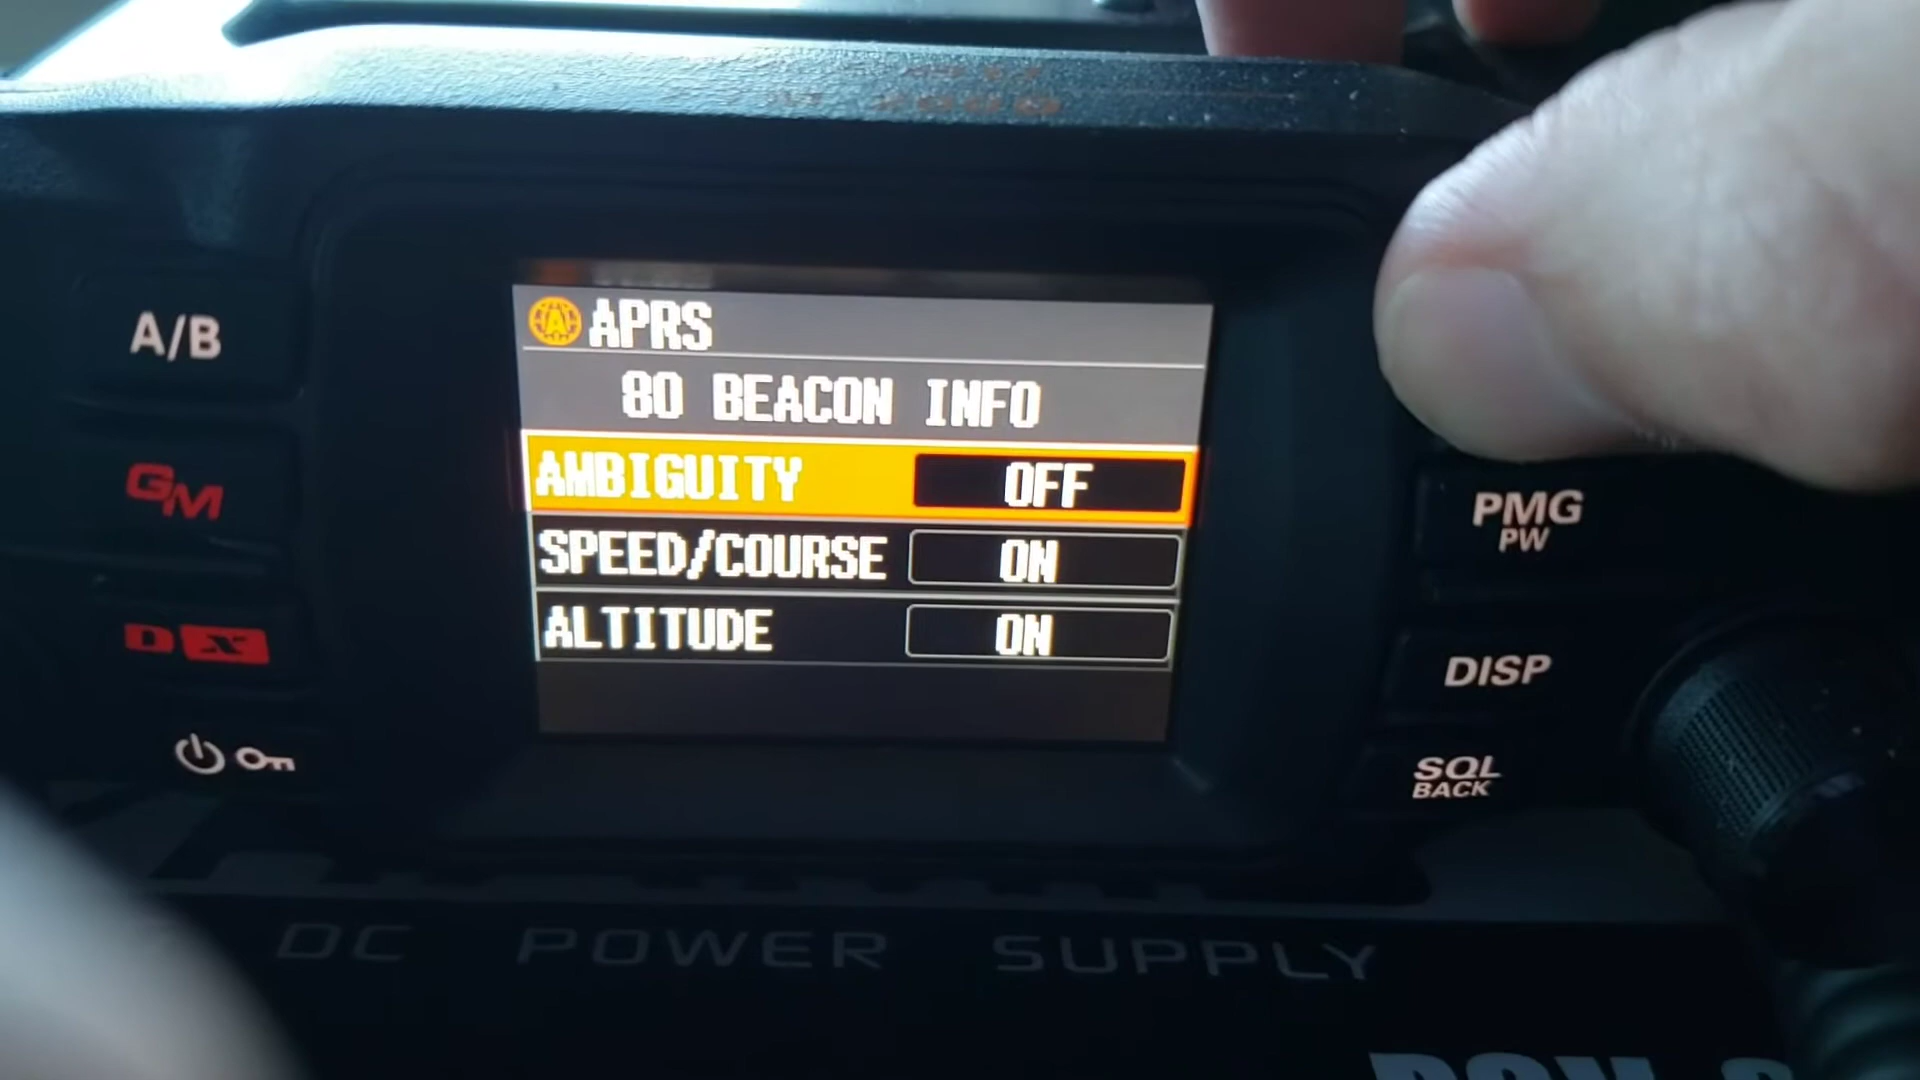 APRS
80 BEACON INFO
AMBIGUITY OFF
SPEED/COURSE ON
ALTITUDE ON
A/B
GM
DX
PMG
PW
DISP
SQL
BACK
DC POWER SUPPLY